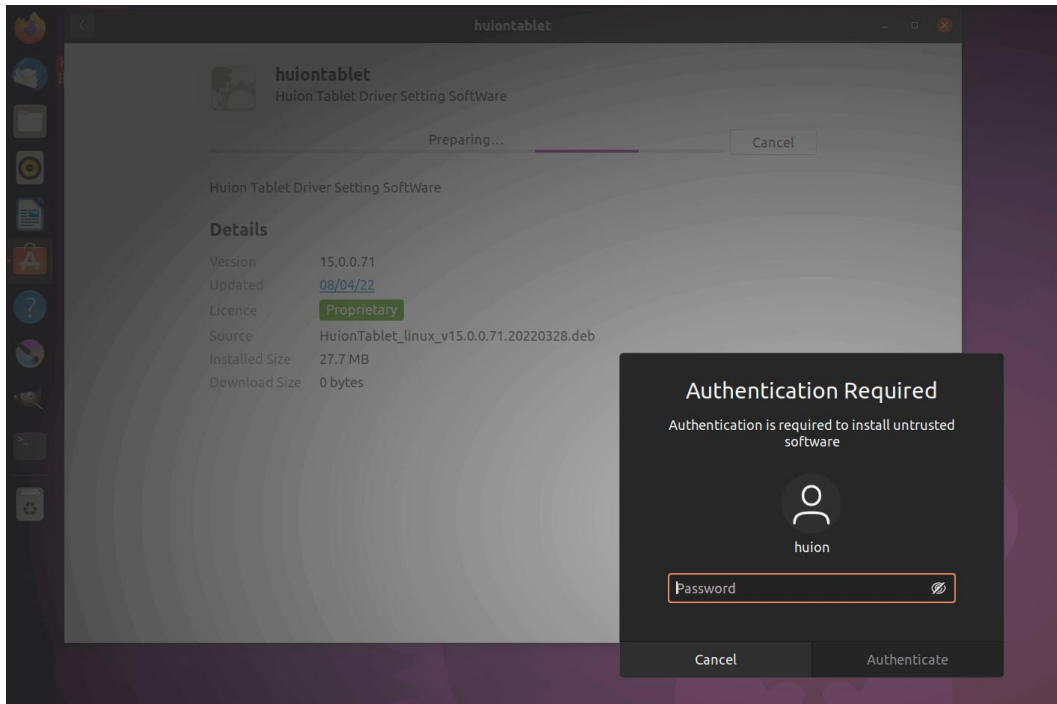 huiontablet
huiontablet
Huion Tablet Driver Setting SoftWare
Preparing...
Cancel
Huion Tablet Driver Setting SoftWare
Details
Version 15.0.0.71
Updated 08/04/22
Licence Proprietary
Source HuionTablet_linux_v15.0.0.71.20220328.deb
Installed Size 27.7 MB
Download Size 0 bytes
Authentication Required
Authentication is required to install untrusted
software
huion
Password
Cancel Authenticate